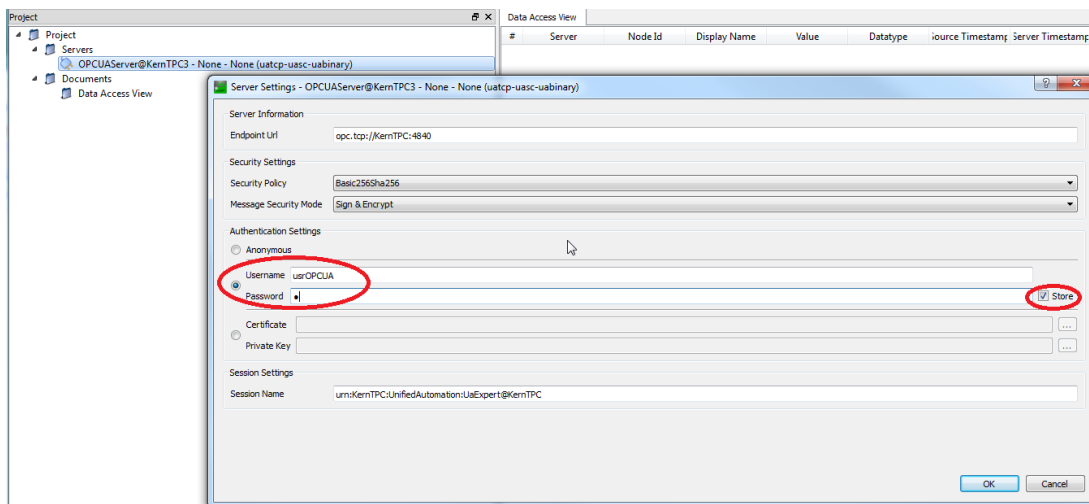 Project
Data Access View
# Server Node Id Display Name Value Datatype Source Timestamp Server Timestamp
Project
Servers
OPCUAServer@KernTPC3 - None - None (uatcp-uasc-uabinary)
Documents
Data Access View
Server Settings - OPCUAServer@KernTPC3 - None - None (uatcp-uasc-uabinary)
Server Information
Endpoint Url opc.tcp://KernTPC:4840
Security Settings
Security Policy Basic256Sha256
Message Security Mode Sign & Encrypt
Authentication Settings
Anonymous
Username usrOPCUA
Password ●
Store
Certificate ...
Private Key ...
Session Settings
Session Name urn:KernTPC:UnifiedAutomation:UaExpert@KernTPC
OK Cancel